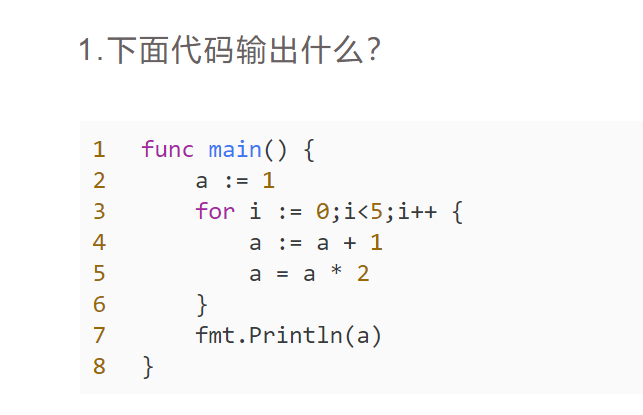 1.下面代码输出什么？
1 func main() {
2     a := 1
3     for i := 0;i<5;i++ {
4         a := a + 1
5         a = a * 2
6     }
7     fmt.Println(a)
8 }